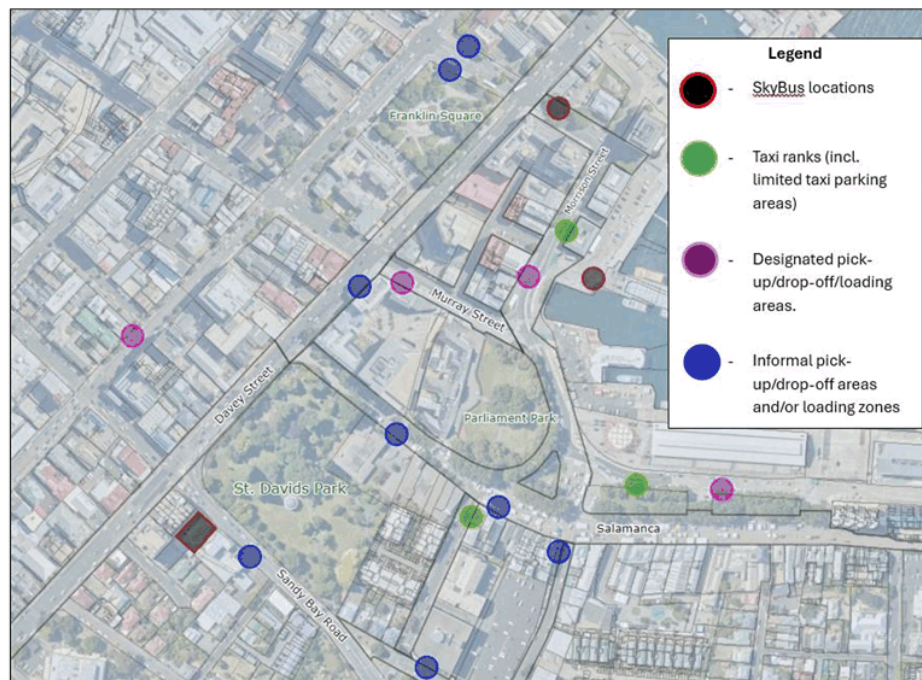 Legend
- SkyBus locations
- Taxi ranks (incl.
limited taxi parking
areas)
- Designated pick-
up/drop-off/loading
areas.
- Informal pick-
up/drop-off areas
and/or loading zones
Franklin Square
Morrison Street
Murray Street
Davey Street
Parliament Park
St. Davids Park
Salamanca
Sandy Bay Road